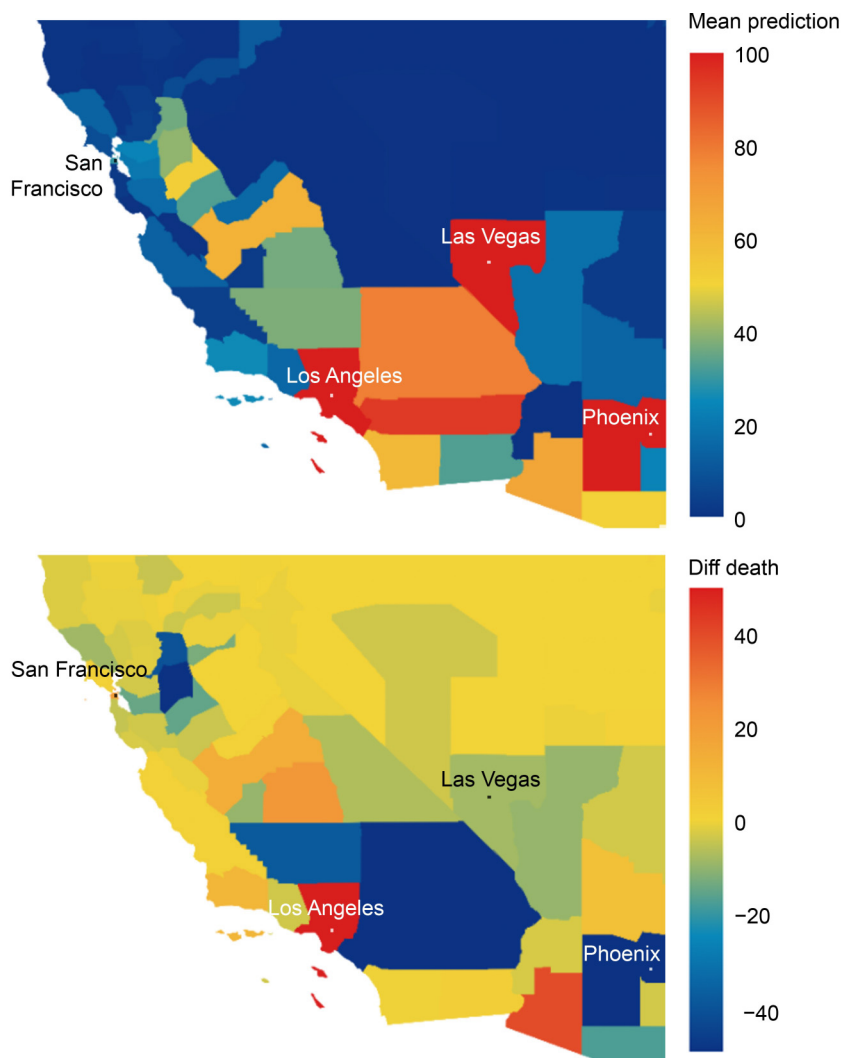 Mean prediction
100
80
60
40
20
0
San
Francisco
Las Vegas
Los Angeles
Phoenix
Diff death
40
20
0
−20
−40
San Francisco
Las Vegas
Los Angeles
Phoenix